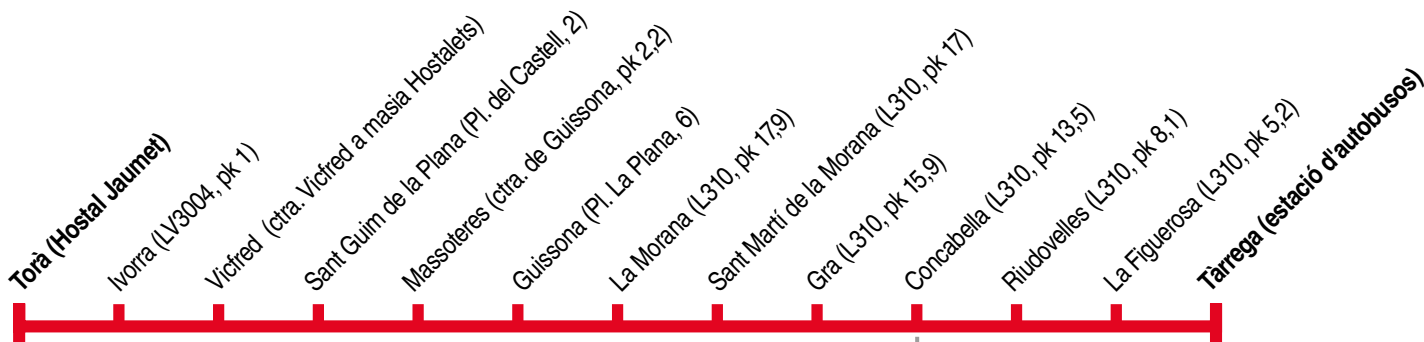 Torà (Hostal Jaumet)
Ivorra (LV3004, pk 1)
Vicfred (ctra. Vicfred a masia Hostalets)
Sant Guim de la Plana (Pl. del Castell, 2)
Massoteres (ctra. de Guissona, pk 2,2)
Guissona (Pl. La Plana, 6)
La Morana (L310, pk 17,9)
Sant Martí de la Morana (L310, pk 17)
Gra (L310, pk 15,9)
Concabella (L310, pk 13,5)
Riudovelles (L310, pk 8,1)
La Figuerosa (L310, pk 5,2)
Tàrrega (estació d'autobusos)